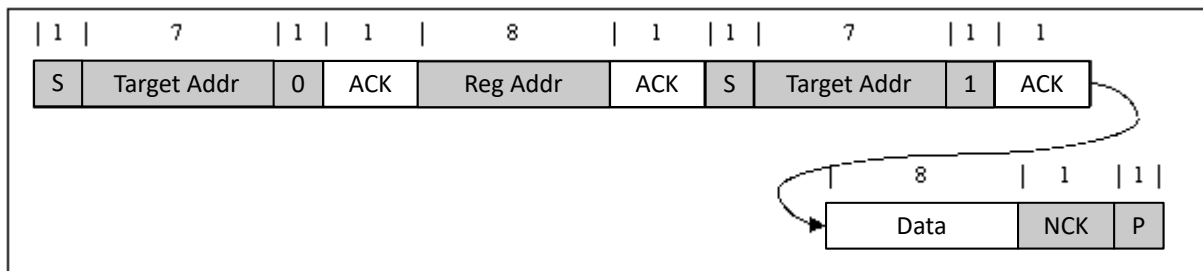 | 1 | 7 | 1 | 1 | 8 | 1 | 1 | 7 | 1 | 1
S Target Addr 0 ACK Reg Addr ACK S Target Addr 1 ACK
| 8 | 1 | 1 |
Data NCK P